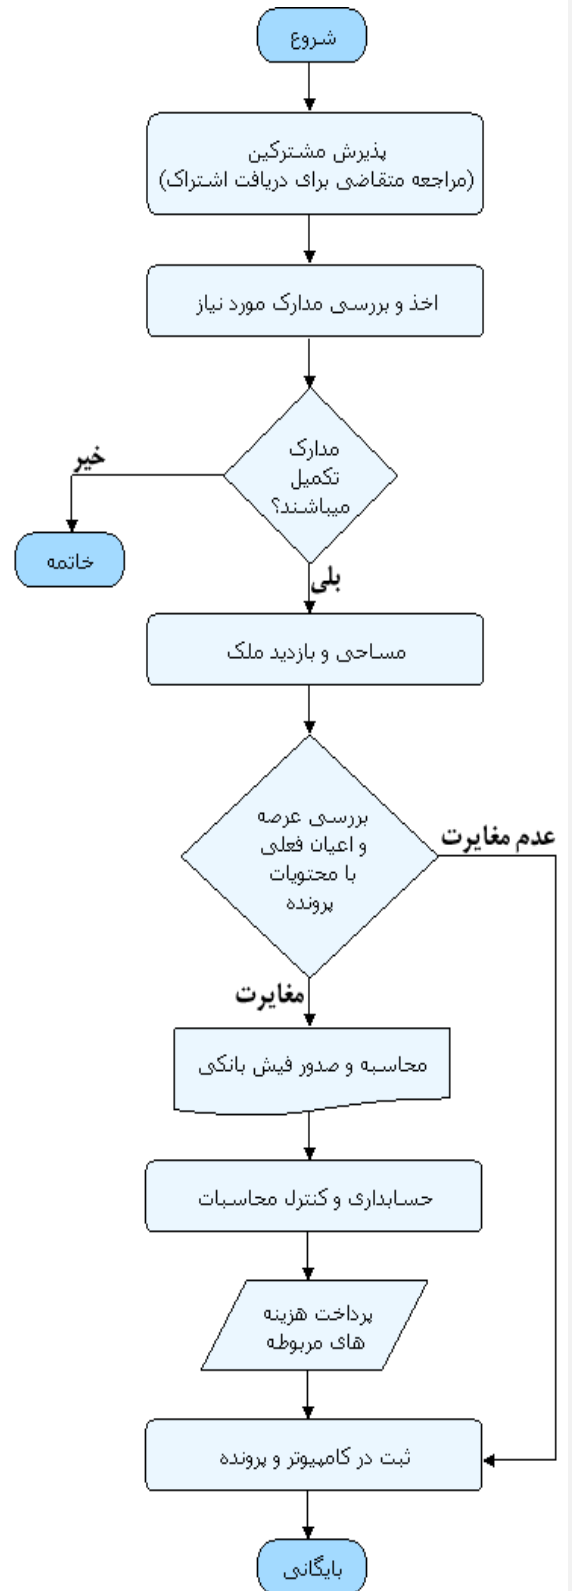 شروع
پذیرش مشترکین
(مراجعه متقاضی برای دریافت اشتراک)
اخذ و بررسی مدارک مورد نیاز
مدارک
تکمیل
میباشند؟
خیر
خاتمه
بلی
مساحی و بازدید ملک
بررسی عرصه
و اعیان فعلی
با محتویات
پرونده
عدم مغایرت
مغایرت
محاسبه و صدور فیش بانکی
حسابداری و کنترل محاسبات
پرداخت هزینه
های مربوطه
ثبت در کامپیوتر و پرونده
بایگانی